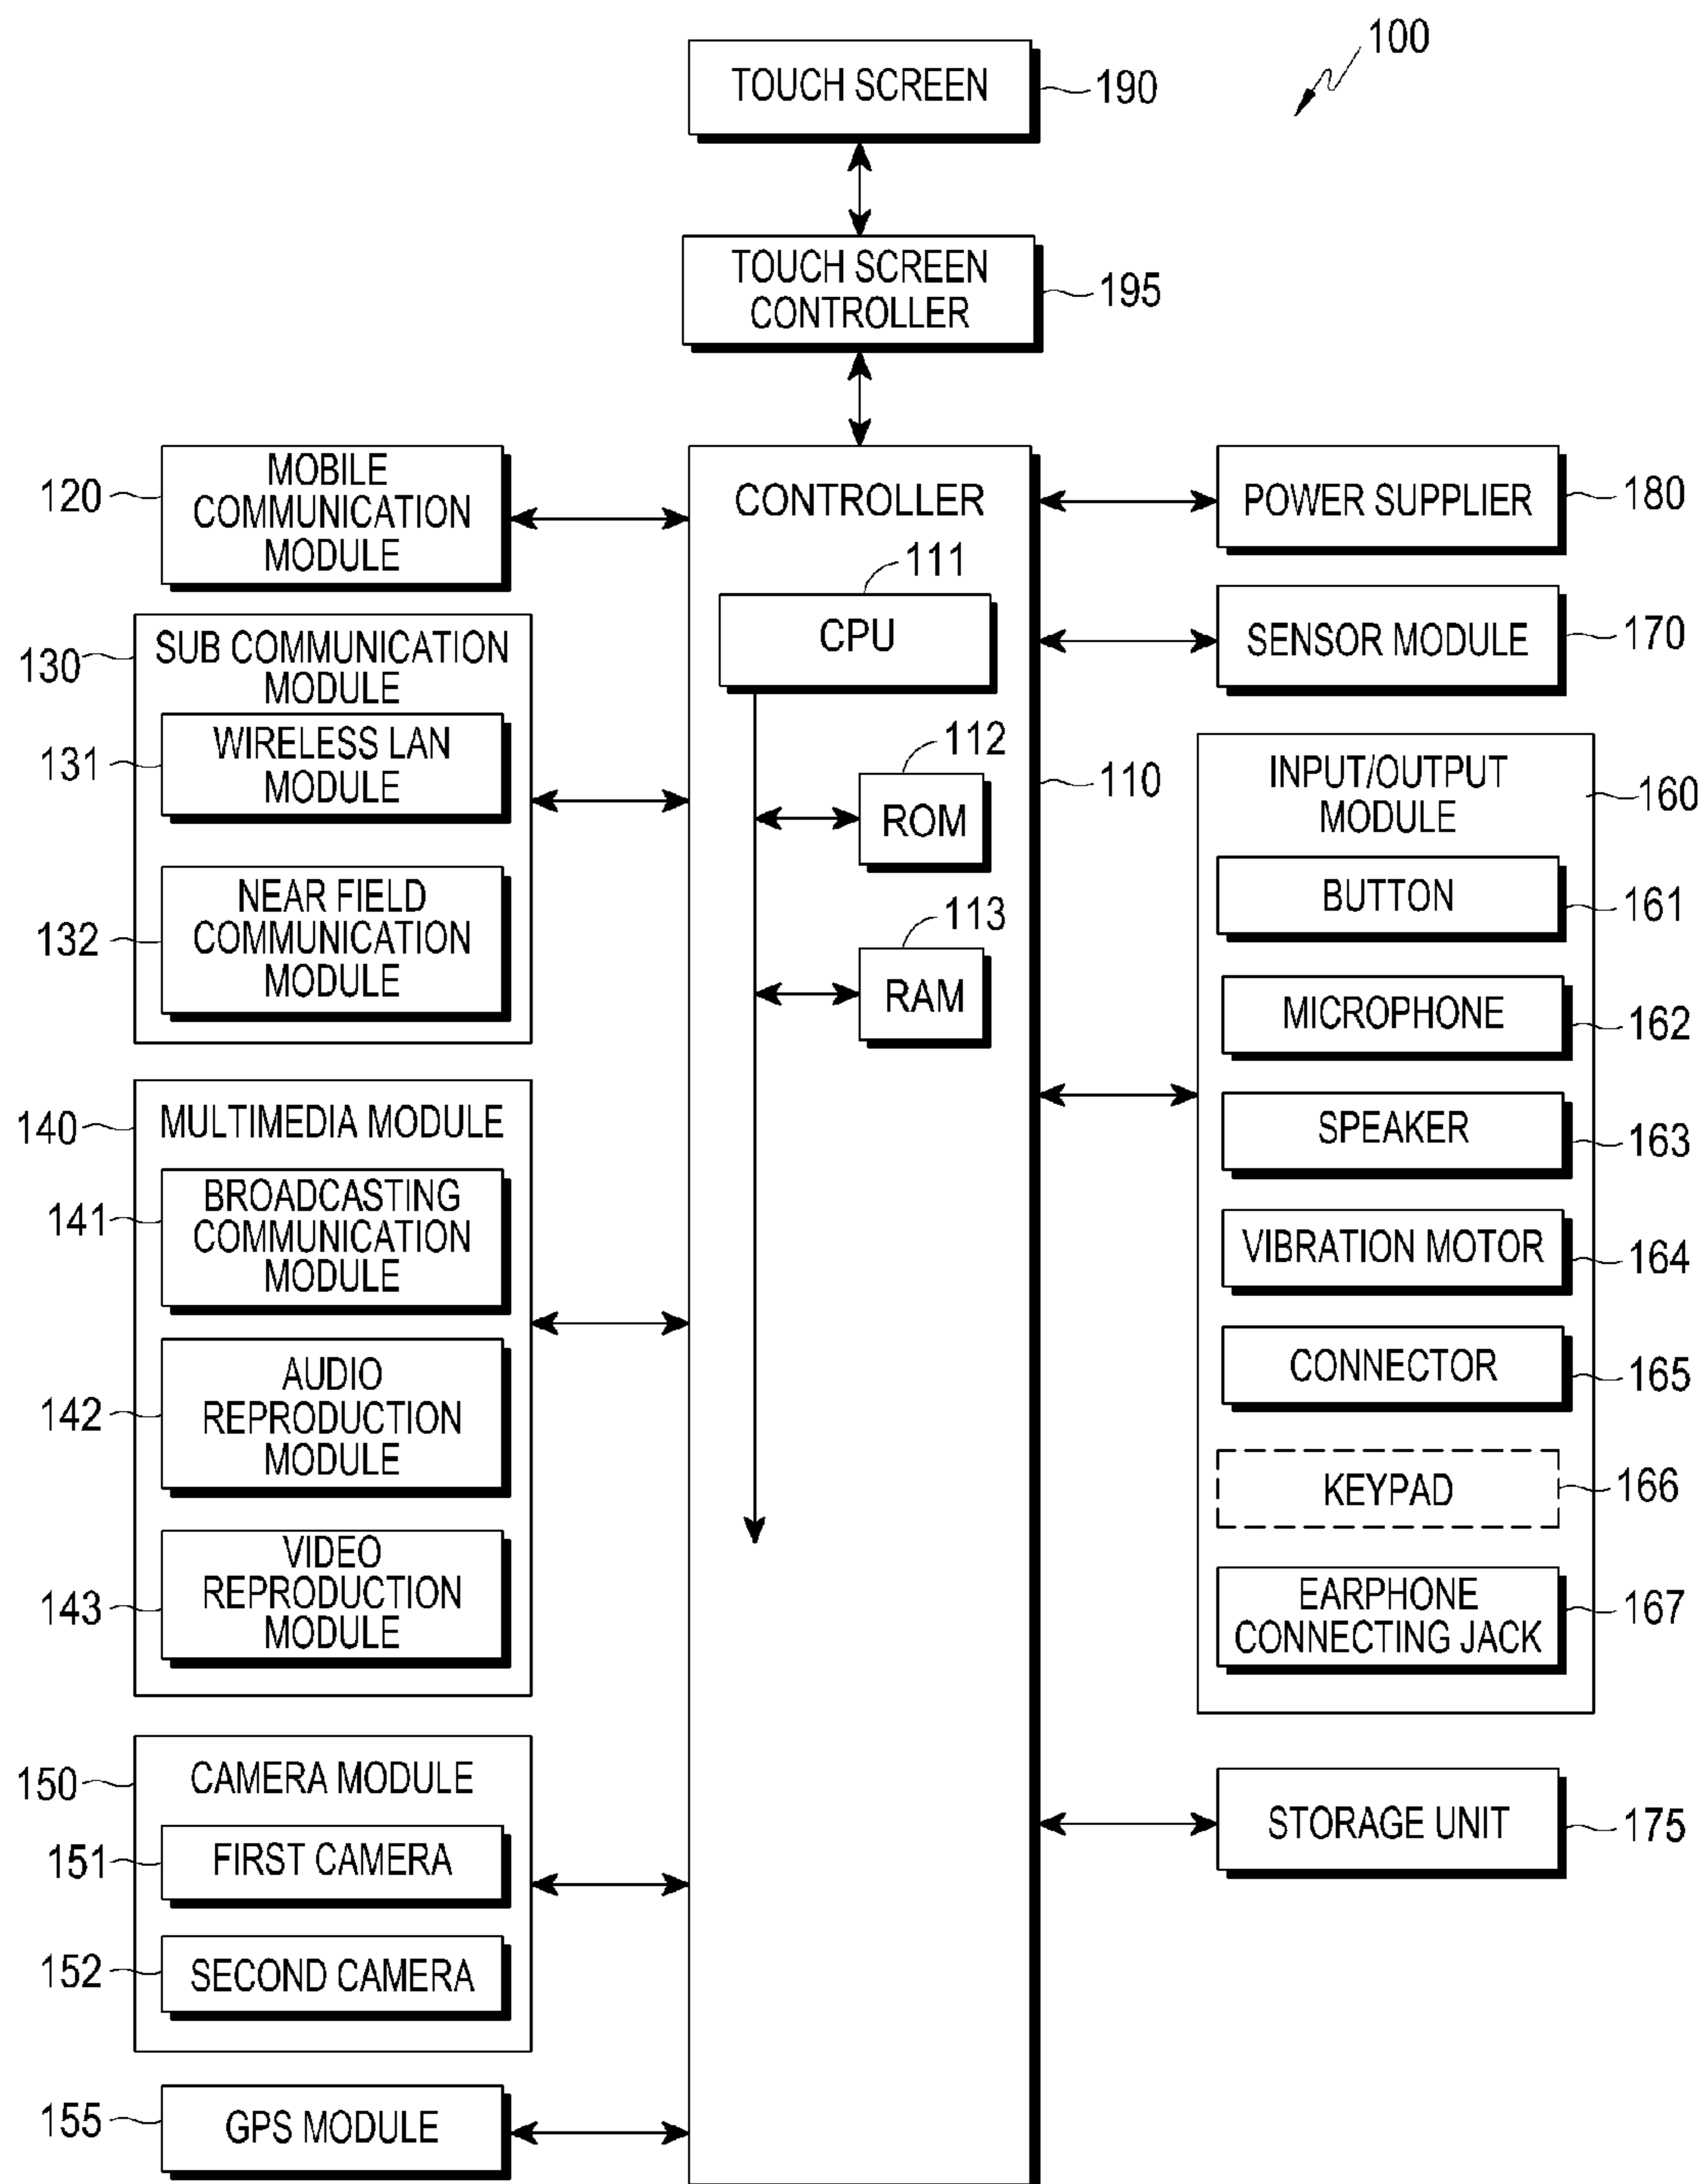 100
TOUCH SCREEN
190
TOUCH SCREEN
CONTROLLER
195
120
MOBILE
COMMUNICATION
MODULE
130
SUB COMMUNICATION
MODULE
131
WIRELESS LAN
MODULE
132
NEAR FIELD
COMMUNICATION
MODULE
140
MULTIMEDIA MODULE
141
BROADCASTING
COMMUNICATION
MODULE
142
AUDIO
REPRODUCTION
MODULE
143
VIDEO
REPRODUCTION
MODULE
150
CAMERA MODULE
151
FIRST CAMERA
152
SECOND CAMERA
155
GPS MODULE
CONTROLLER
111
CPU
112
ROM
113
RAM
110
POWER SUPPLIER
180
SENSOR MODULE
170
INPUT/OUTPUT
MODULE
160
BUTTON
161
MICROPHONE
162
SPEAKER
163
VIBRATION MOTOR
164
CONNECTOR
165
KEYPAD
166
EARPHONE
CONNECTING JACK
167
STORAGE UNIT
175